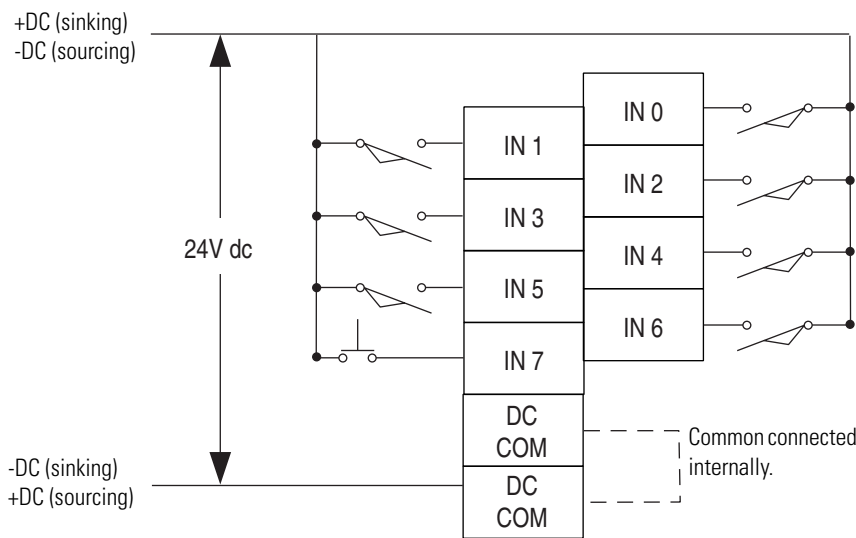 +DC (sinking)
-DC (sourcing)
IN 0
IN 1
IN 2
IN 3
24V dc
IN 4
IN 5
IN 6
IN 7
DC
COM
Common connected
internally.
-DC (sinking)
+DC (sourcing)
DC
COM